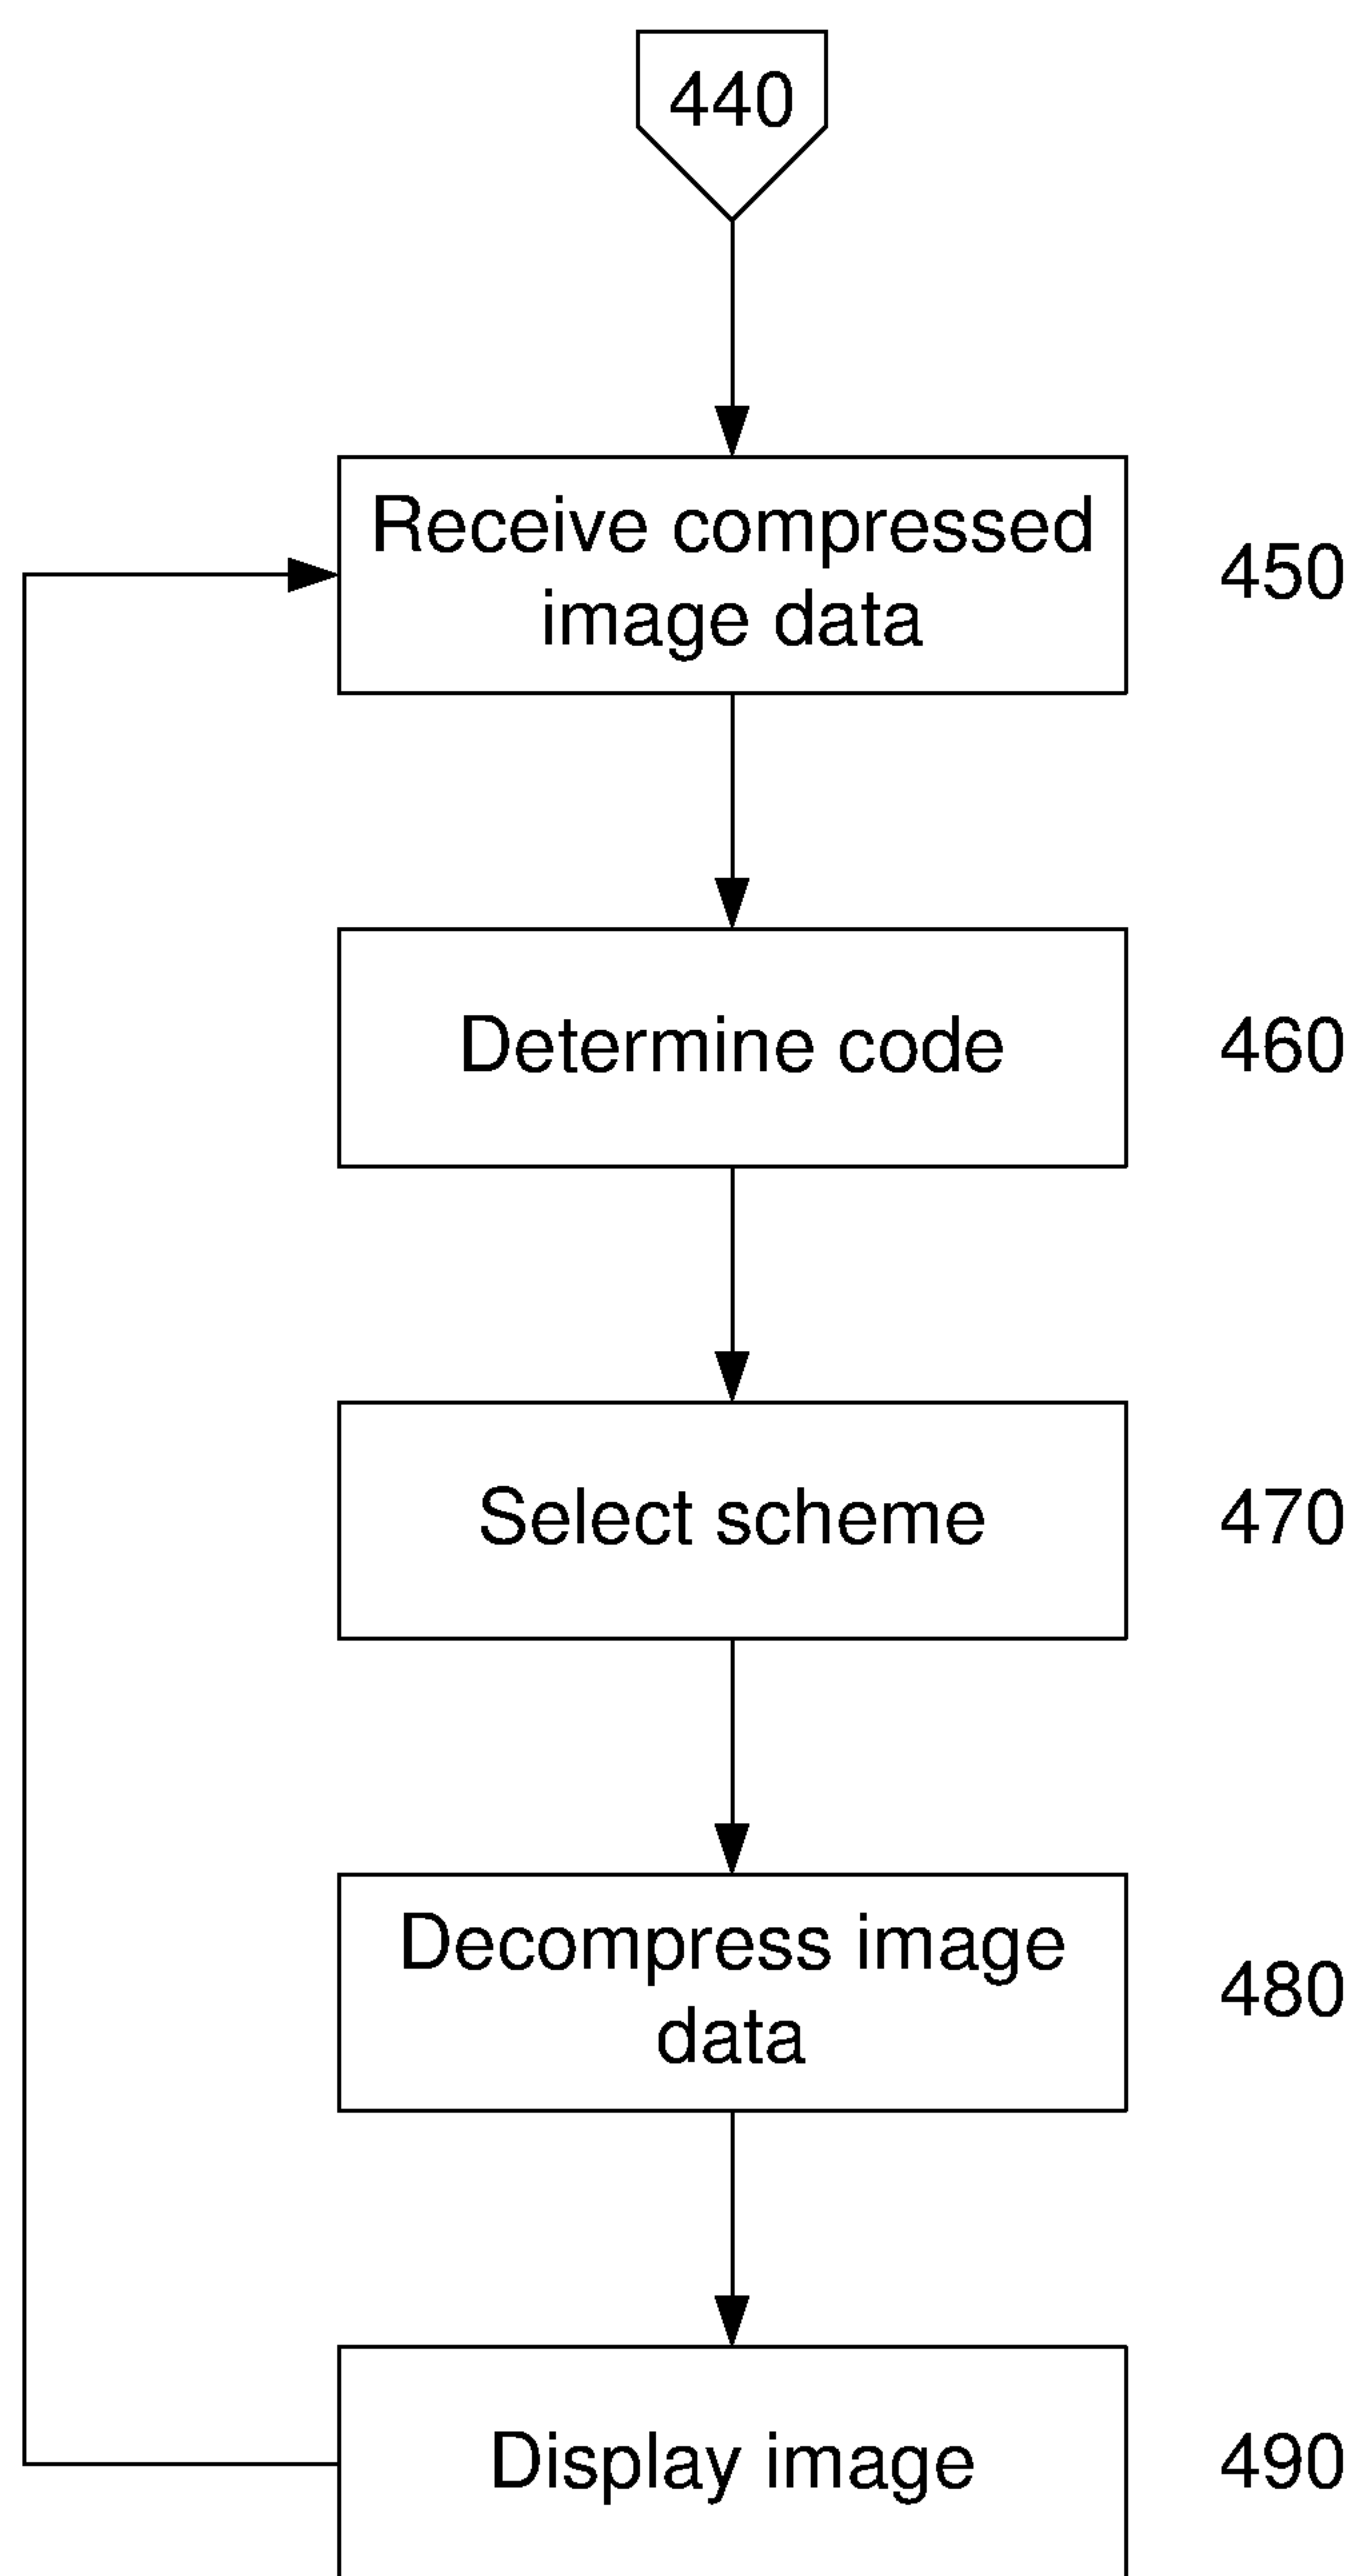 440
Receive compressed
image data
450
Determine code
460
Select scheme
470
Decompress image
data
480
Display image
490